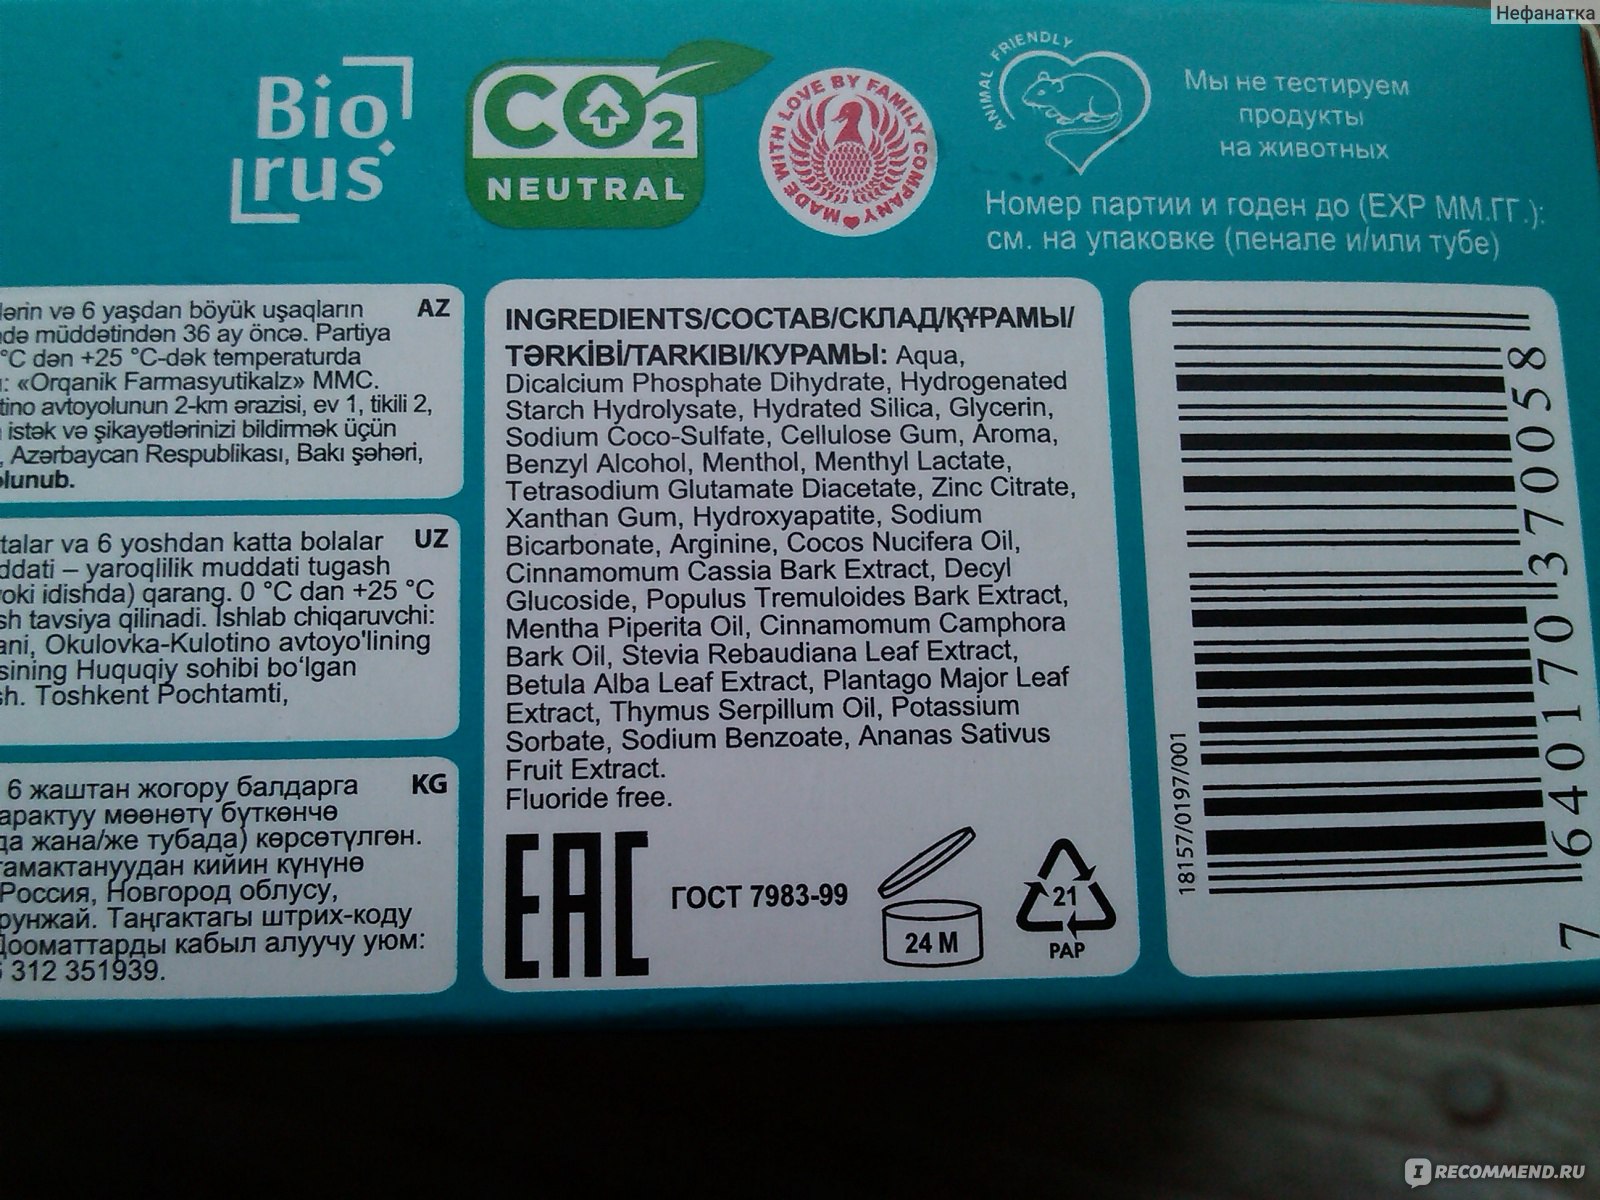 Нефанатка
Bio
rus
CO2
NEUTRAL
MADE WITH LOVE BY FAMILY COMPANY
ANIMAL FRIENDLY
Мы не тестируем
продукты
на животных
Номер партии и годен до (EXP ММ.ГГ.):
см. на упаковке (пенале и/или тубе)
lərin və 6 yaşdan böyük uşaqların AZ
də müddətindən 36 ay öncə. Partiya
°C dən +25 °C-dək temperaturda
: «Orqanik Farmasyutikalz» MMC.
tino avtoyolunun 2-km ərazisi, ev 1, tikili 2,
istək və şikayətlərinizi bildirmək üçün
, Azərbaycan Respublikası, Bakı şəhəri,
lunub.
talar va 6 yoshdan katta bolalar UZ
ddati – yaroqlilik muddati tugash
oki idishda) qarang. 0 °C dan +25 °C
sh tavsiya qilinadi. Ishlab chiqaruvchi:
ani, Okulovka-Kulotino avtoyo'lining
sining Huquqiy sohibi bo‘lgan
sh. Toshkent Pochtamti,
6 жаштан жогору балдарга KG
арактуу мөөнөтү бүткөнчө
да жана/же тубада) көрсөтүлгөн.
тамактануудан кийин күнүнө
Россия, Новгород облусу,
рунжай. Таңгактагы штрих-коду
Дооматтарды кабыл алуучу уюм:
312 351939.
INGREDIENTS/СОСТАВ/СКЛАД/ҚҰРАМЫ/
TƏRKİBİ/TARKIBI/КУРАМЫ: Aqua,
Dicalcium Phosphate Dihydrate, Hydrogenated
Starch Hydrolysate, Hydrated Silica, Glycerin,
Sodium Coco-Sulfate, Cellulose Gum, Aroma,
Benzyl Alcohol, Menthol, Menthyl Lactate,
Tetrasodium Glutamate Diacetate, Zinc Citrate,
Xanthan Gum, Hydroxyapatite, Sodium
Bicarbonate, Arginine, Cocos Nucifera Oil,
Cinnamomum Cassia Bark Extract, Decyl
Glucoside, Populus Tremuloides Bark Extract,
Mentha Piperita Oil, Cinnamomum Camphora
Bark Oil, Stevia Rebaudiana Leaf Extract,
Betula Alba Leaf Extract, Plantago Major Leaf
Extract, Thymus Serpillum Oil, Potassium
Sorbate, Sodium Benzoate, Ananas Sativus
Fruit Extract.
Fluoride free.
EAC
ГОСТ 7983-99
24 M
21
PAP
18157/0197/001
7 640170 370058
IRECOMMEND.RU